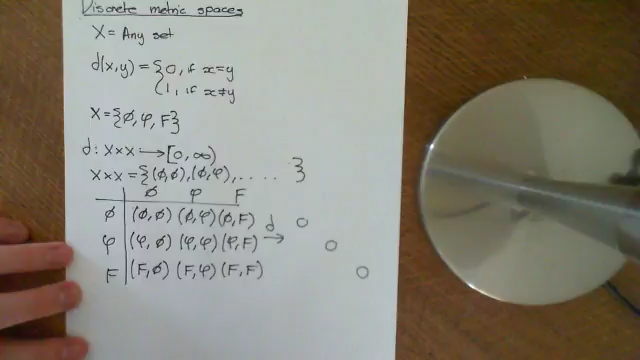 Discrete metric spaces
X = Any set
d(x,y) = { 0, if x=y
1, if x≠y
X = {ϕ, φ, F}
d: X×X → [0, ∞)
X×X = {(ϕ,ϕ), (ϕ,φ), .... }
ϕ φ F
ϕ (ϕ,ϕ) (ϕ,φ) (ϕ,F) d 0
φ (φ,ϕ) (φ,φ) (φ,F) → 0
F (F,ϕ) (F,φ) (F,F) 0